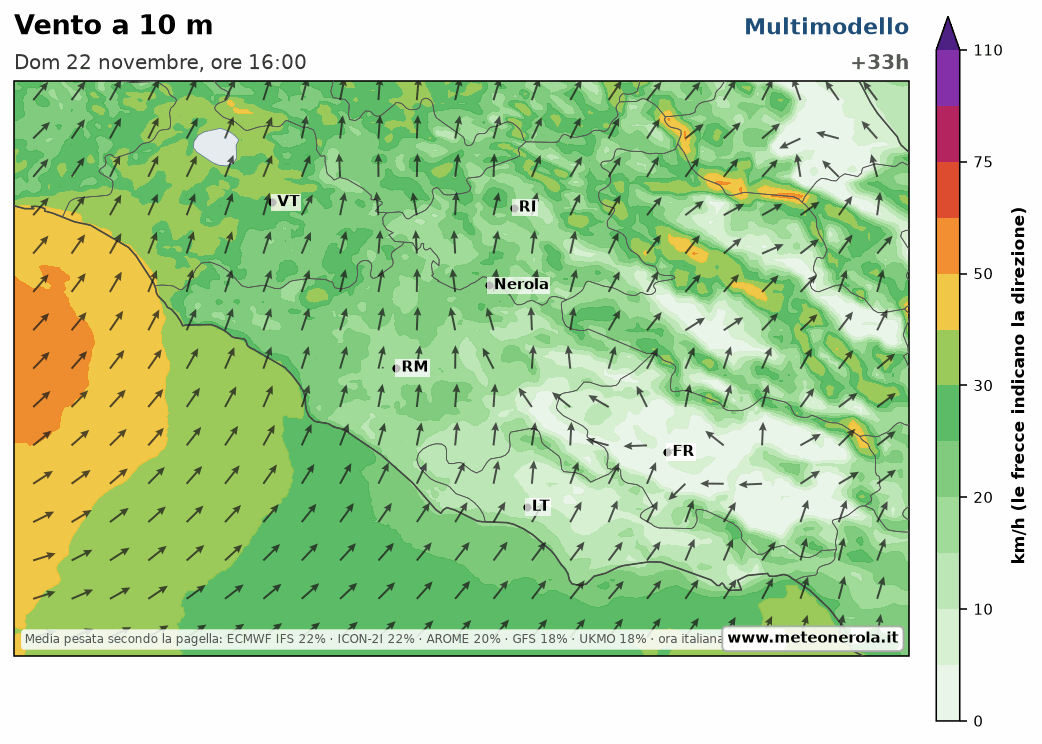 Vento a 10 m
Multimodello
Dom 22 novembre, ore 16:00
+33h
VT
RI
Nerola
RM
FR
LT
Media pesata secondo la pagella: ECMWF IFS 22% · ICON-2I 22% · AROME 20% · GFS 18% · UKMO 18% · ora italiana
www.meteonerola.it
110
75
50
30
20
10
0
km/h (le frecce indicano la direzione)